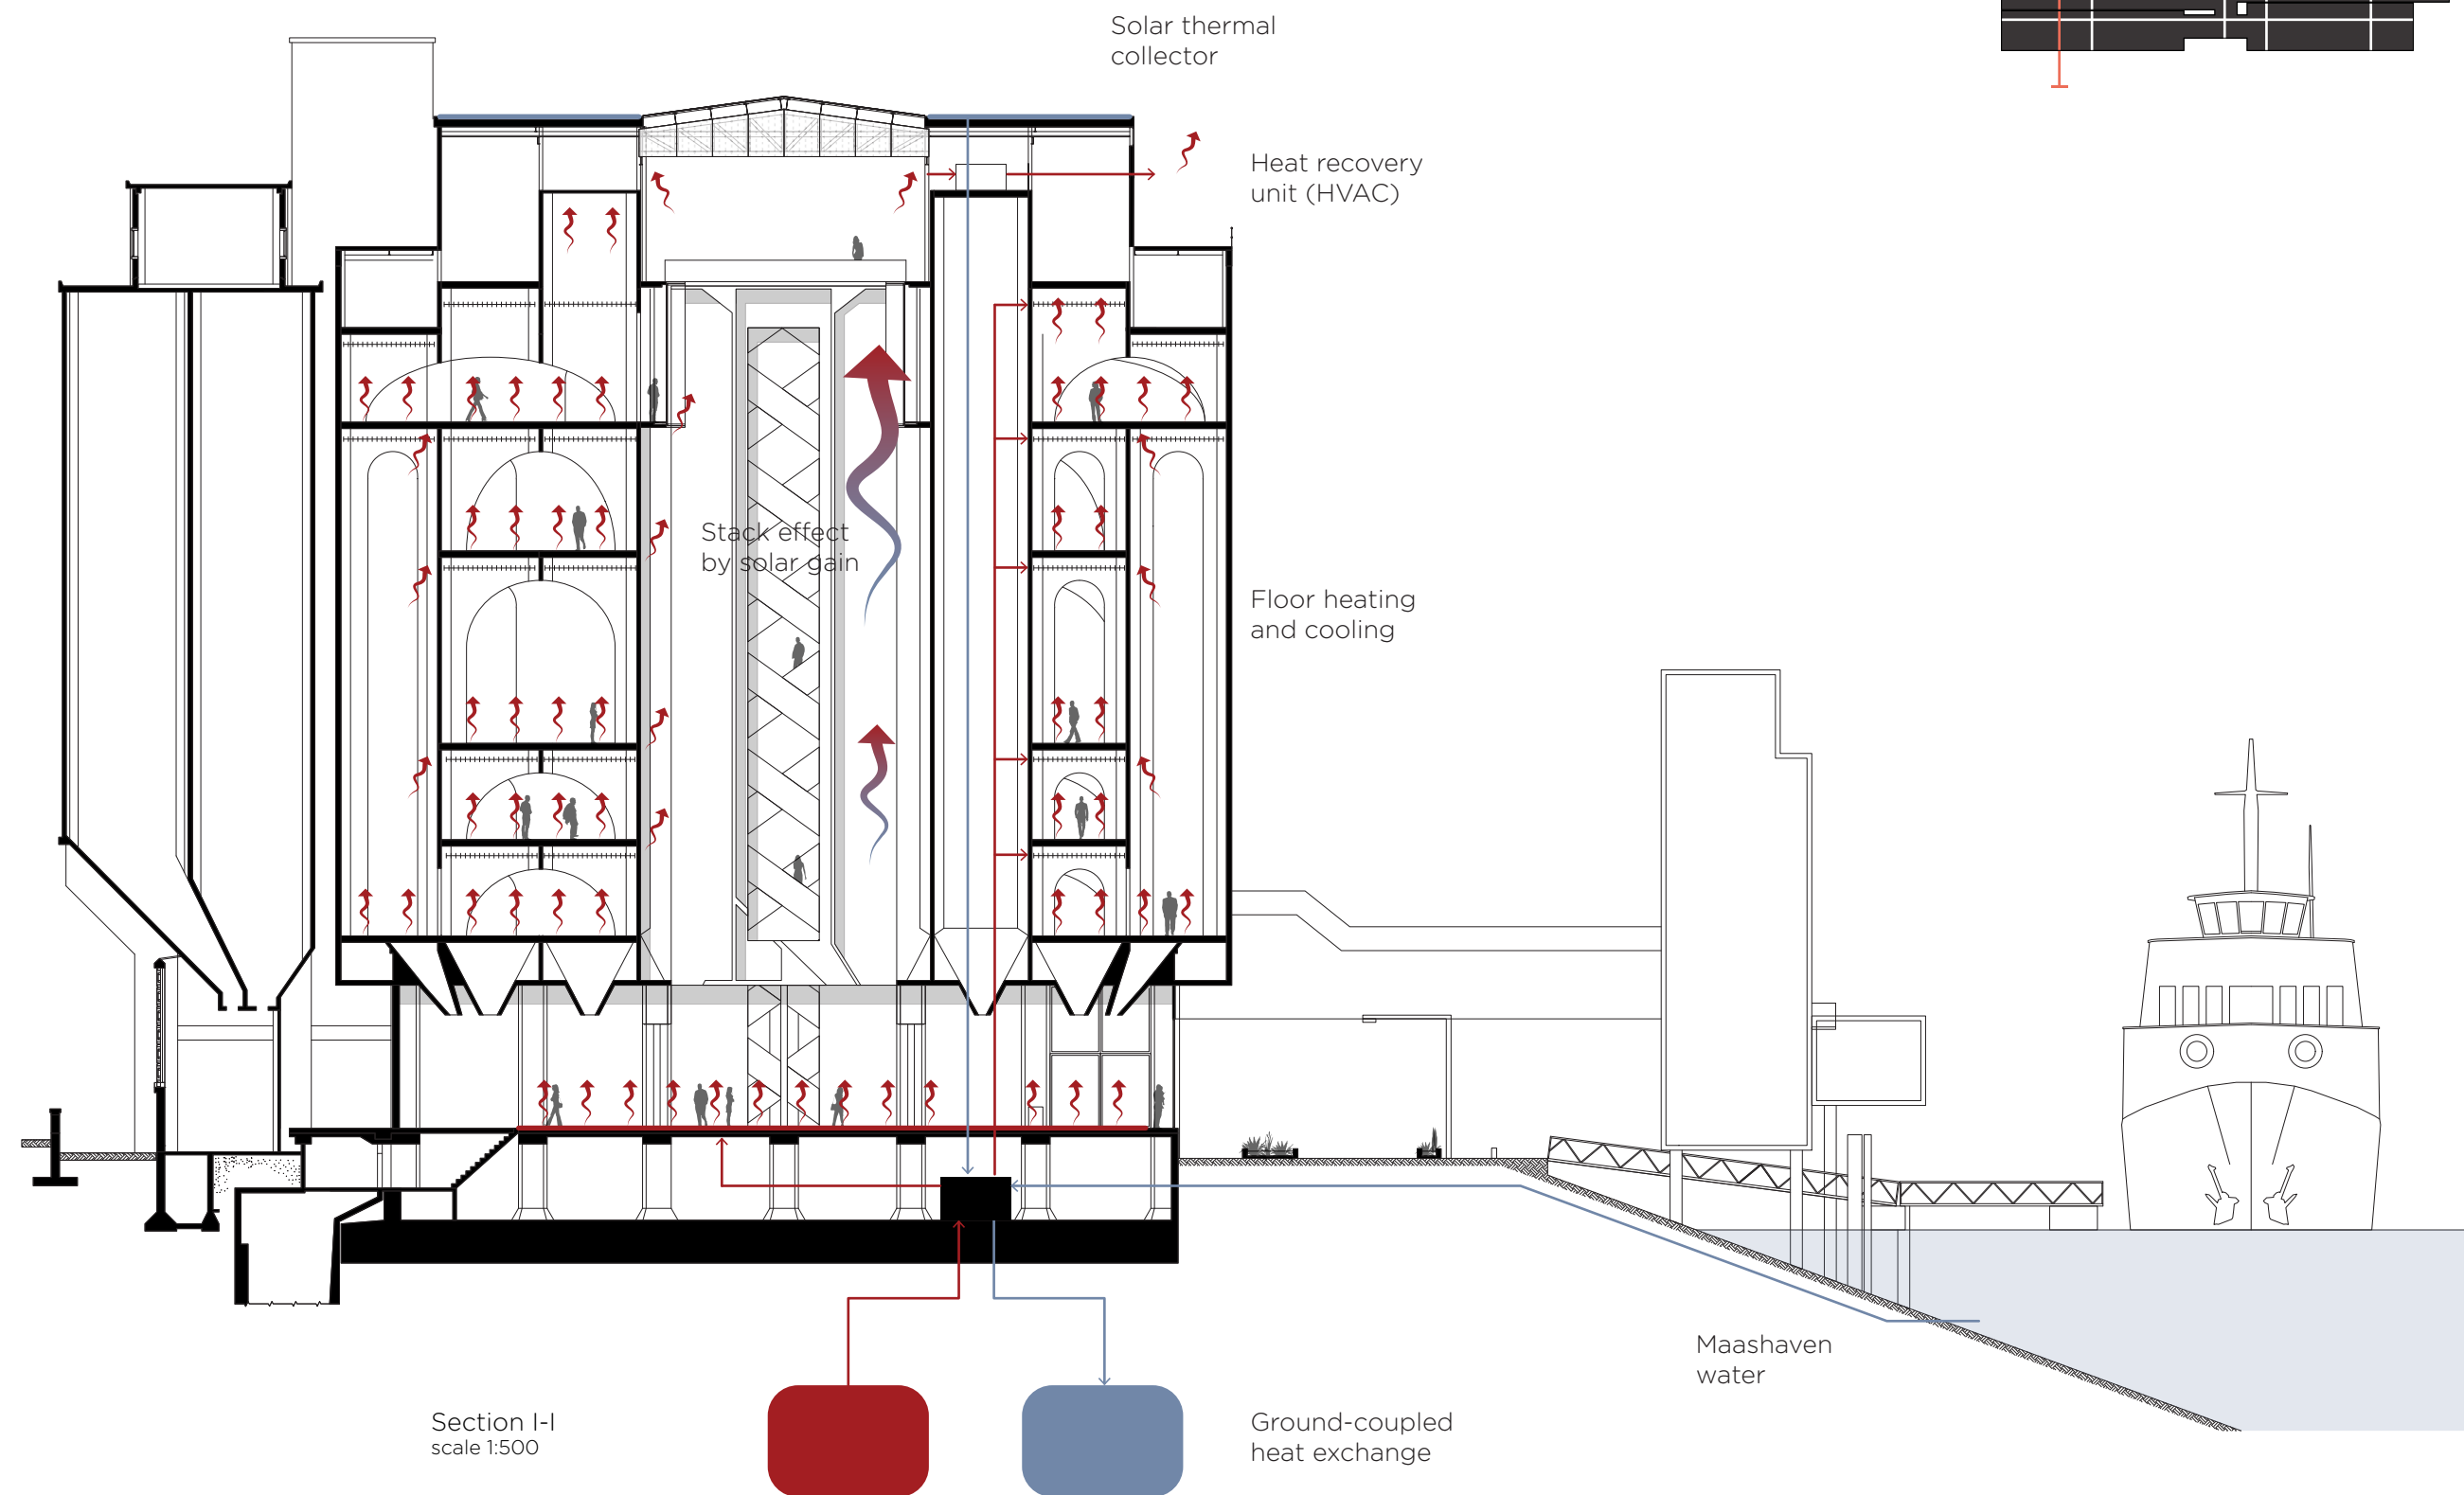 Solar thermal
collector
Heat recovery
unit (HVAC)
Stack effect
by solar gain
Floor heating
and cooling
Maashaven
water
Section I-I
scale 1:500
Ground-coupled
heat exchange